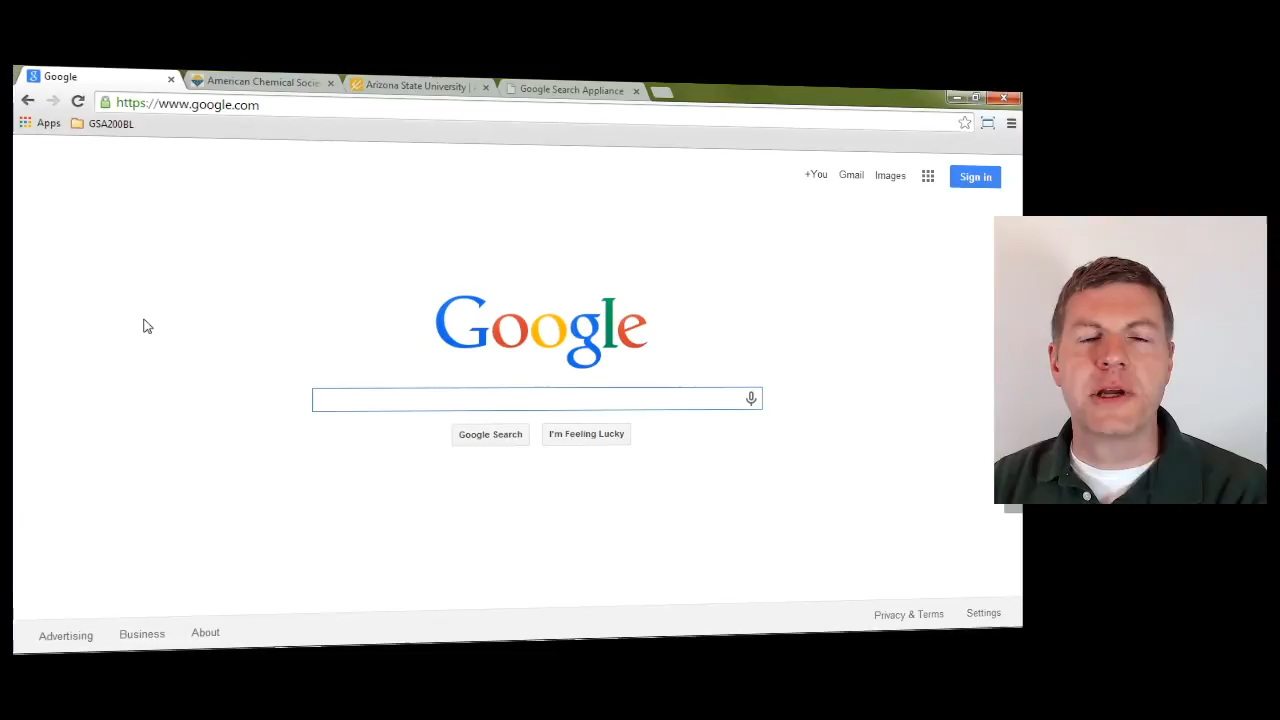 Google
American Chemical Socie
Arizona State University |
Google Search Appliance
https://www.google.com
Apps
GSA200BL
+You
Gmail
Images
Sign in
Google
Google Search
I'm Feeling Lucky
Advertising
Business
About
Privacy & Terms
Settings